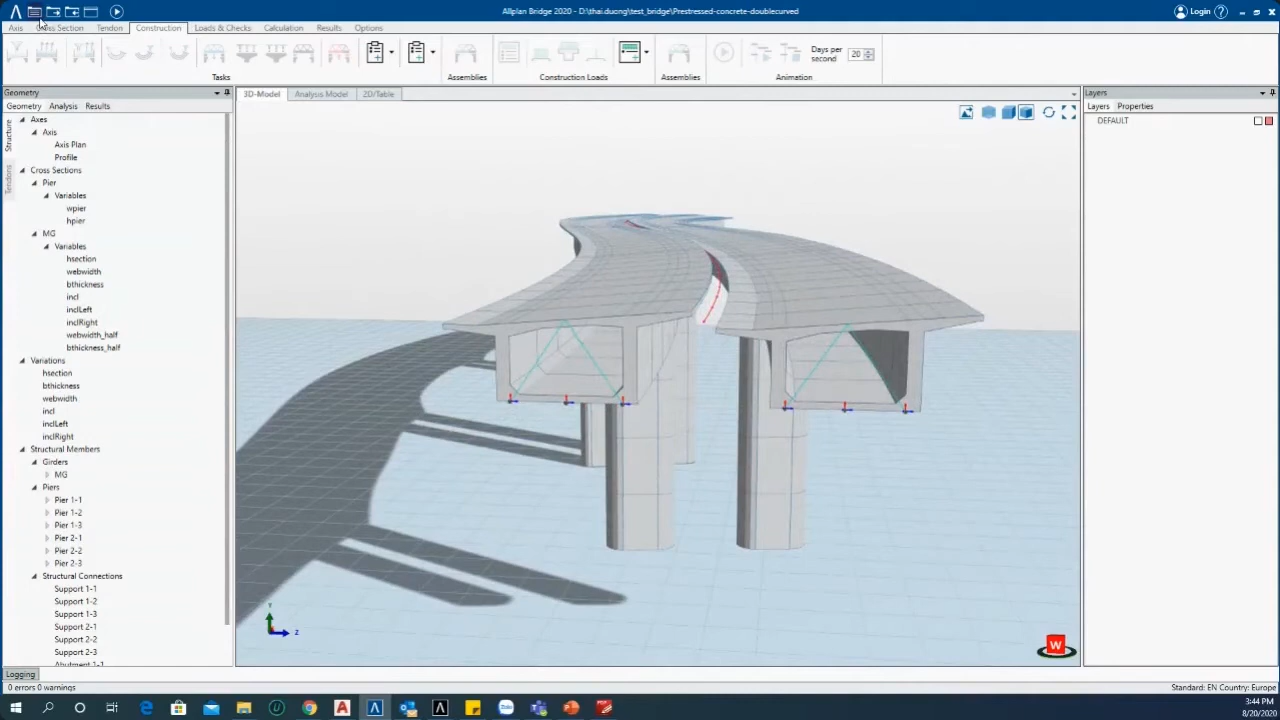 Allplan Bridge 2020 - D:\thai.duong\test_bridge\Prestressed-concrete-doublecurved
Login
Axis
Cross Section
Tendon
Construction
Loads & Checks
Calculation
Results
Options
Days per second
20
Tasks
Assemblies
Construction Loads
Assemblies
Animation
Geometry
3D-Model
Analysis Model
2D/Table
Layers
Geometry
Analysis
Results
Layers
Properties
Structure
Tendons
DEFAULT
Axes
Axis
Axis Plan
Profile
Cross Sections
Pier
Variables
wpier
hpier
MG
Variables
hsection
webwidth
bthickness
incl
inclLeft
inclRight
webwidth_half
bthickness_half
Variations
hsection
bthickness
webwidth
incl
inclLeft
inclRight
Structural Members
Girders
MG
Piers
Pier 1-1
Pier 1-2
Pier 1-3
Pier 2-1
Pier 2-2
Pier 2-3
Structural Connections
Support 1-1
Support 1-2
Support 1-3
Support 2-1
Support 2-2
Support 2-3
Abutment 1-1
Y
Z
W
Logging
0 errors 0 warnings
Standard: EN Country: Europe
Zalo
3:44 PM
8/20/2020